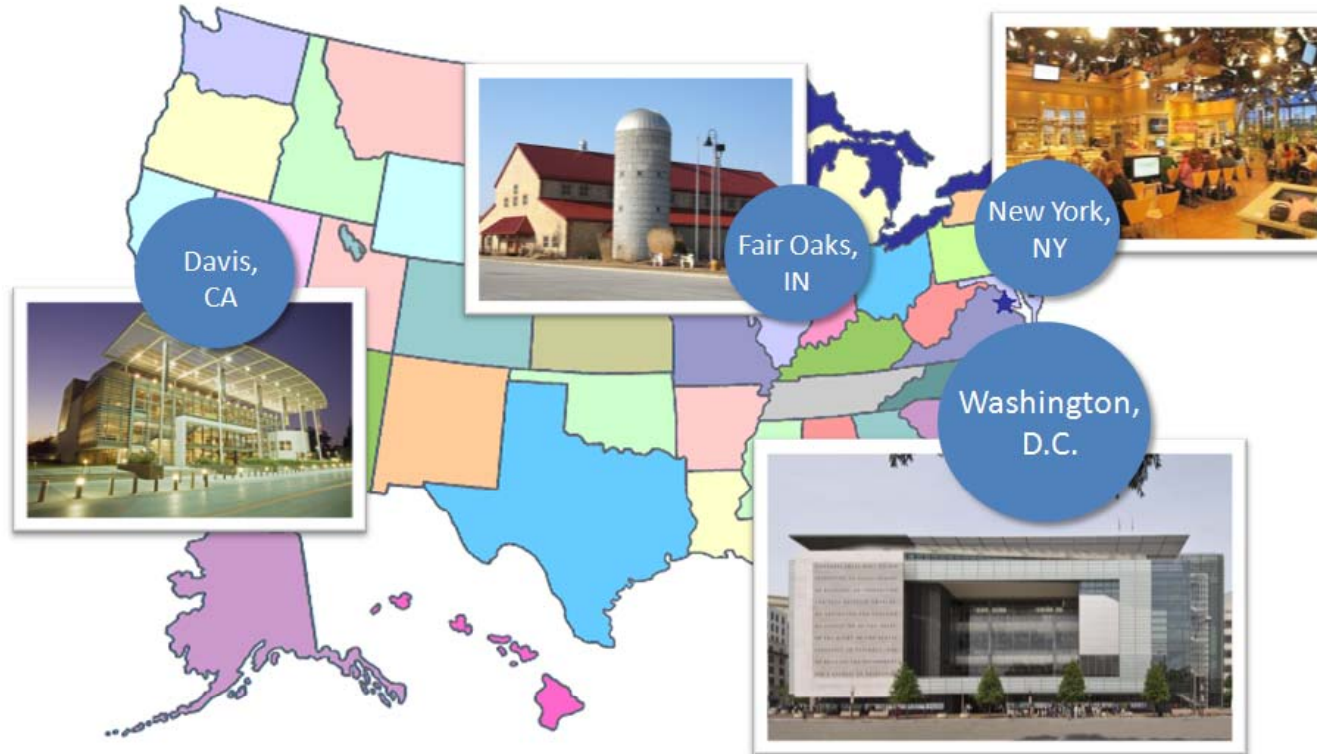 Davis,
CA
Fair Oaks,
IN
New York,
NY
Washington,
D.C.